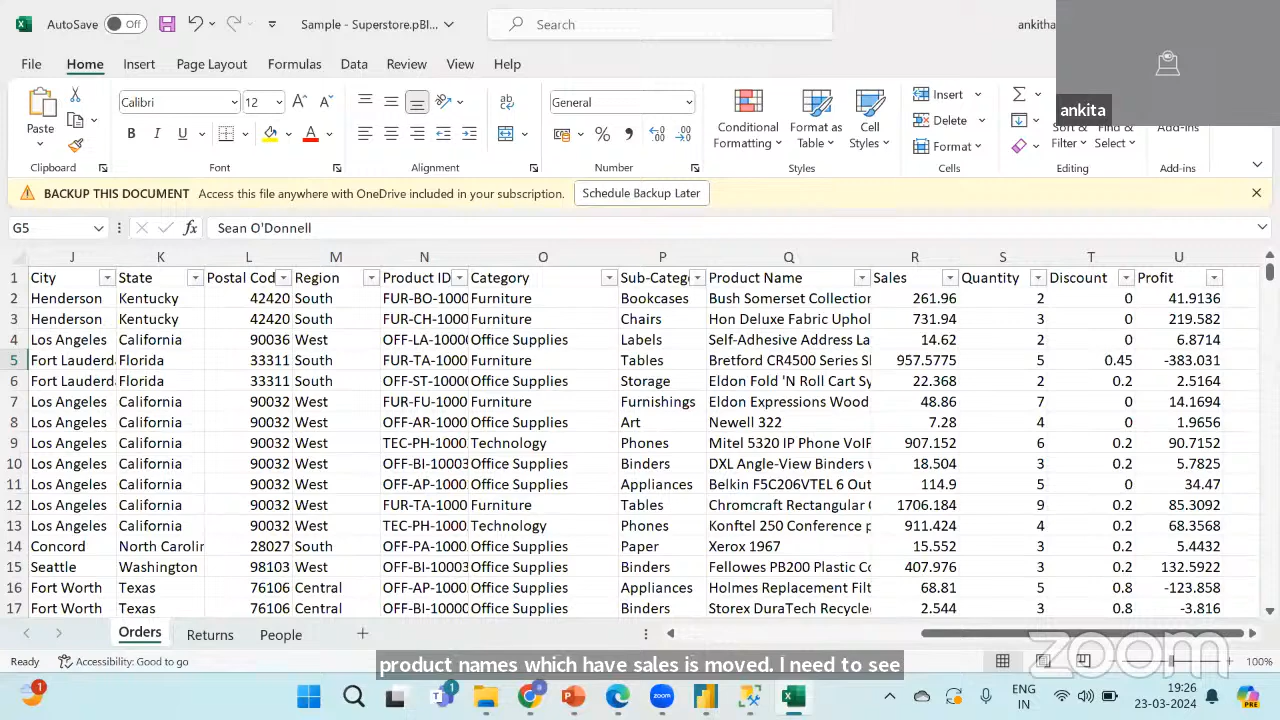 AutoSave Off Sample - Superstore.pBI... Search ankitha
File Home Insert Page Layout Formulas Data Review View Help
ankita
Paste Calibri 12 General Conditional Formatting Format as Table Cell Styles Insert Delete Format Sort & Filter Find & Select Add-ins
B I U
Clipboard Font Alignment Number Styles Cells Editing Add-ins
BACKUP THIS DOCUMENT Access this file anywhere with OneDrive included in your subscription. Schedule Backup Later
G5 fx Sean O'Donnell
J K L M N O P Q R S T U
1 City State Postal Cod Region Product ID Category Sub-Categ Product Name Sales Quantity Discount Profit
2 Henderson Kentucky 42420 South FUR-BO-1000 Furniture Bookcases Bush Somerset Collection 261.96 2 0 41.9136
3 Henderson Kentucky 42420 South FUR-CH-1000 Furniture Chairs Hon Deluxe Fabric Uphol 731.94 3 0 219.582
4 Los Angeles California 90036 West OFF-LA-1000 Office Supplies Labels Self-Adhesive Address La 14.62 2 0 6.8714
5 Fort Lauderda Florida 33311 South FUR-TA-1000 Furniture Tables Bretford CR4500 Series Sl 957.5775 5 0.45 -383.031
6 Fort Lauderda Florida 33311 South OFF-ST-1000 Office Supplies Storage Eldon Fold 'N Roll Cart Sy 22.368 2 0.2 2.5164
7 Los Angeles California 90032 West FUR-FU-1000 Furniture Furnishings Eldon Expressions Wood 48.86 7 0 14.1694
8 Los Angeles California 90032 West OFF-AR-1000 Office Supplies Art Newell 322 7.28 4 0 1.9656
9 Los Angeles California 90032 West TEC-PH-1000 Technology Phones Mitel 5320 IP Phone VoIP 907.152 6 0.2 90.7152
10 Los Angeles California 90032 West OFF-BI-10003 Office Supplies Binders DXL Angle-View Binders w 18.504 3 0.2 5.7825
11 Los Angeles California 90032 West OFF-AP-1000 Office Supplies Appliances Belkin F5C206VTEL 6 Out 114.9 5 0 34.47
12 Los Angeles California 90032 West FUR-TA-1000 Furniture Tables Chromcraft Rectangular C 1706.184 9 0.2 85.3092
13 Los Angeles California 90032 West TEC-PH-1000 Technology Phones Konftel 250 Conference p 911.424 4 0.2 68.3568
14 Concord North Carolin 28027 South OFF-PA-1000 Office Supplies Paper Xerox 1967 15.552 3 0.2 5.4432
15 Seattle Washington 98103 West OFF-BI-10003 Office Supplies Binders Fellowes PB200 Plastic Co 407.976 3 0.2 132.5922
16 Fort Worth Texas 76106 Central OFF-AP-1000 Office Supplies Appliances Holmes Replacement Filt 68.81 5 0.8 -123.858
17 Fort Worth Texas 76106 Central OFF-BI-10000 Office Supplies Binders Storex DuraTech Recycle 2.544 3 0.8 -3.816
Orders Returns People
zoom
Ready Accessibility: Good to go 100%
product names which have sales is moved. I need to see
1 1 8 zoom ENG IN 19:26 23-03-2024 PRE